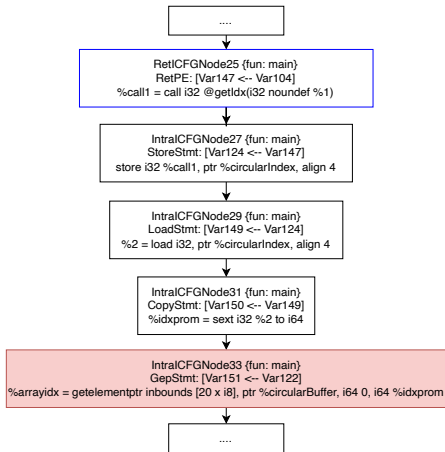 ....
RetICFGNode25 {fun: main}
RetPE: [Var147 <-- Var104]
%call1 = call i32 @getIdx(i32 noundef %1)
IntraICFGNode27 {fun: main}
StoreStmt: [Var124 <-- Var147]
store i32 %call1, ptr %circularIndex, align 4
IntraICFGNode29 {fun: main}
LoadStmt: [Var149 <-- Var124]
%2 = load i32, ptr %circularIndex, align 4
IntraICFGNode31 {fun: main}
CopyStmt: [Var150 <-- Var149]
%idxprom = sext i32 %2 to i64
IntraICFGNode33 {fun: main}
GepStmt: [Var151 <-- Var122]
%arrayidx = getelementptr inbounds [20 x i8], ptr %circularBuffer, i64 0, i64 %idxprom
....